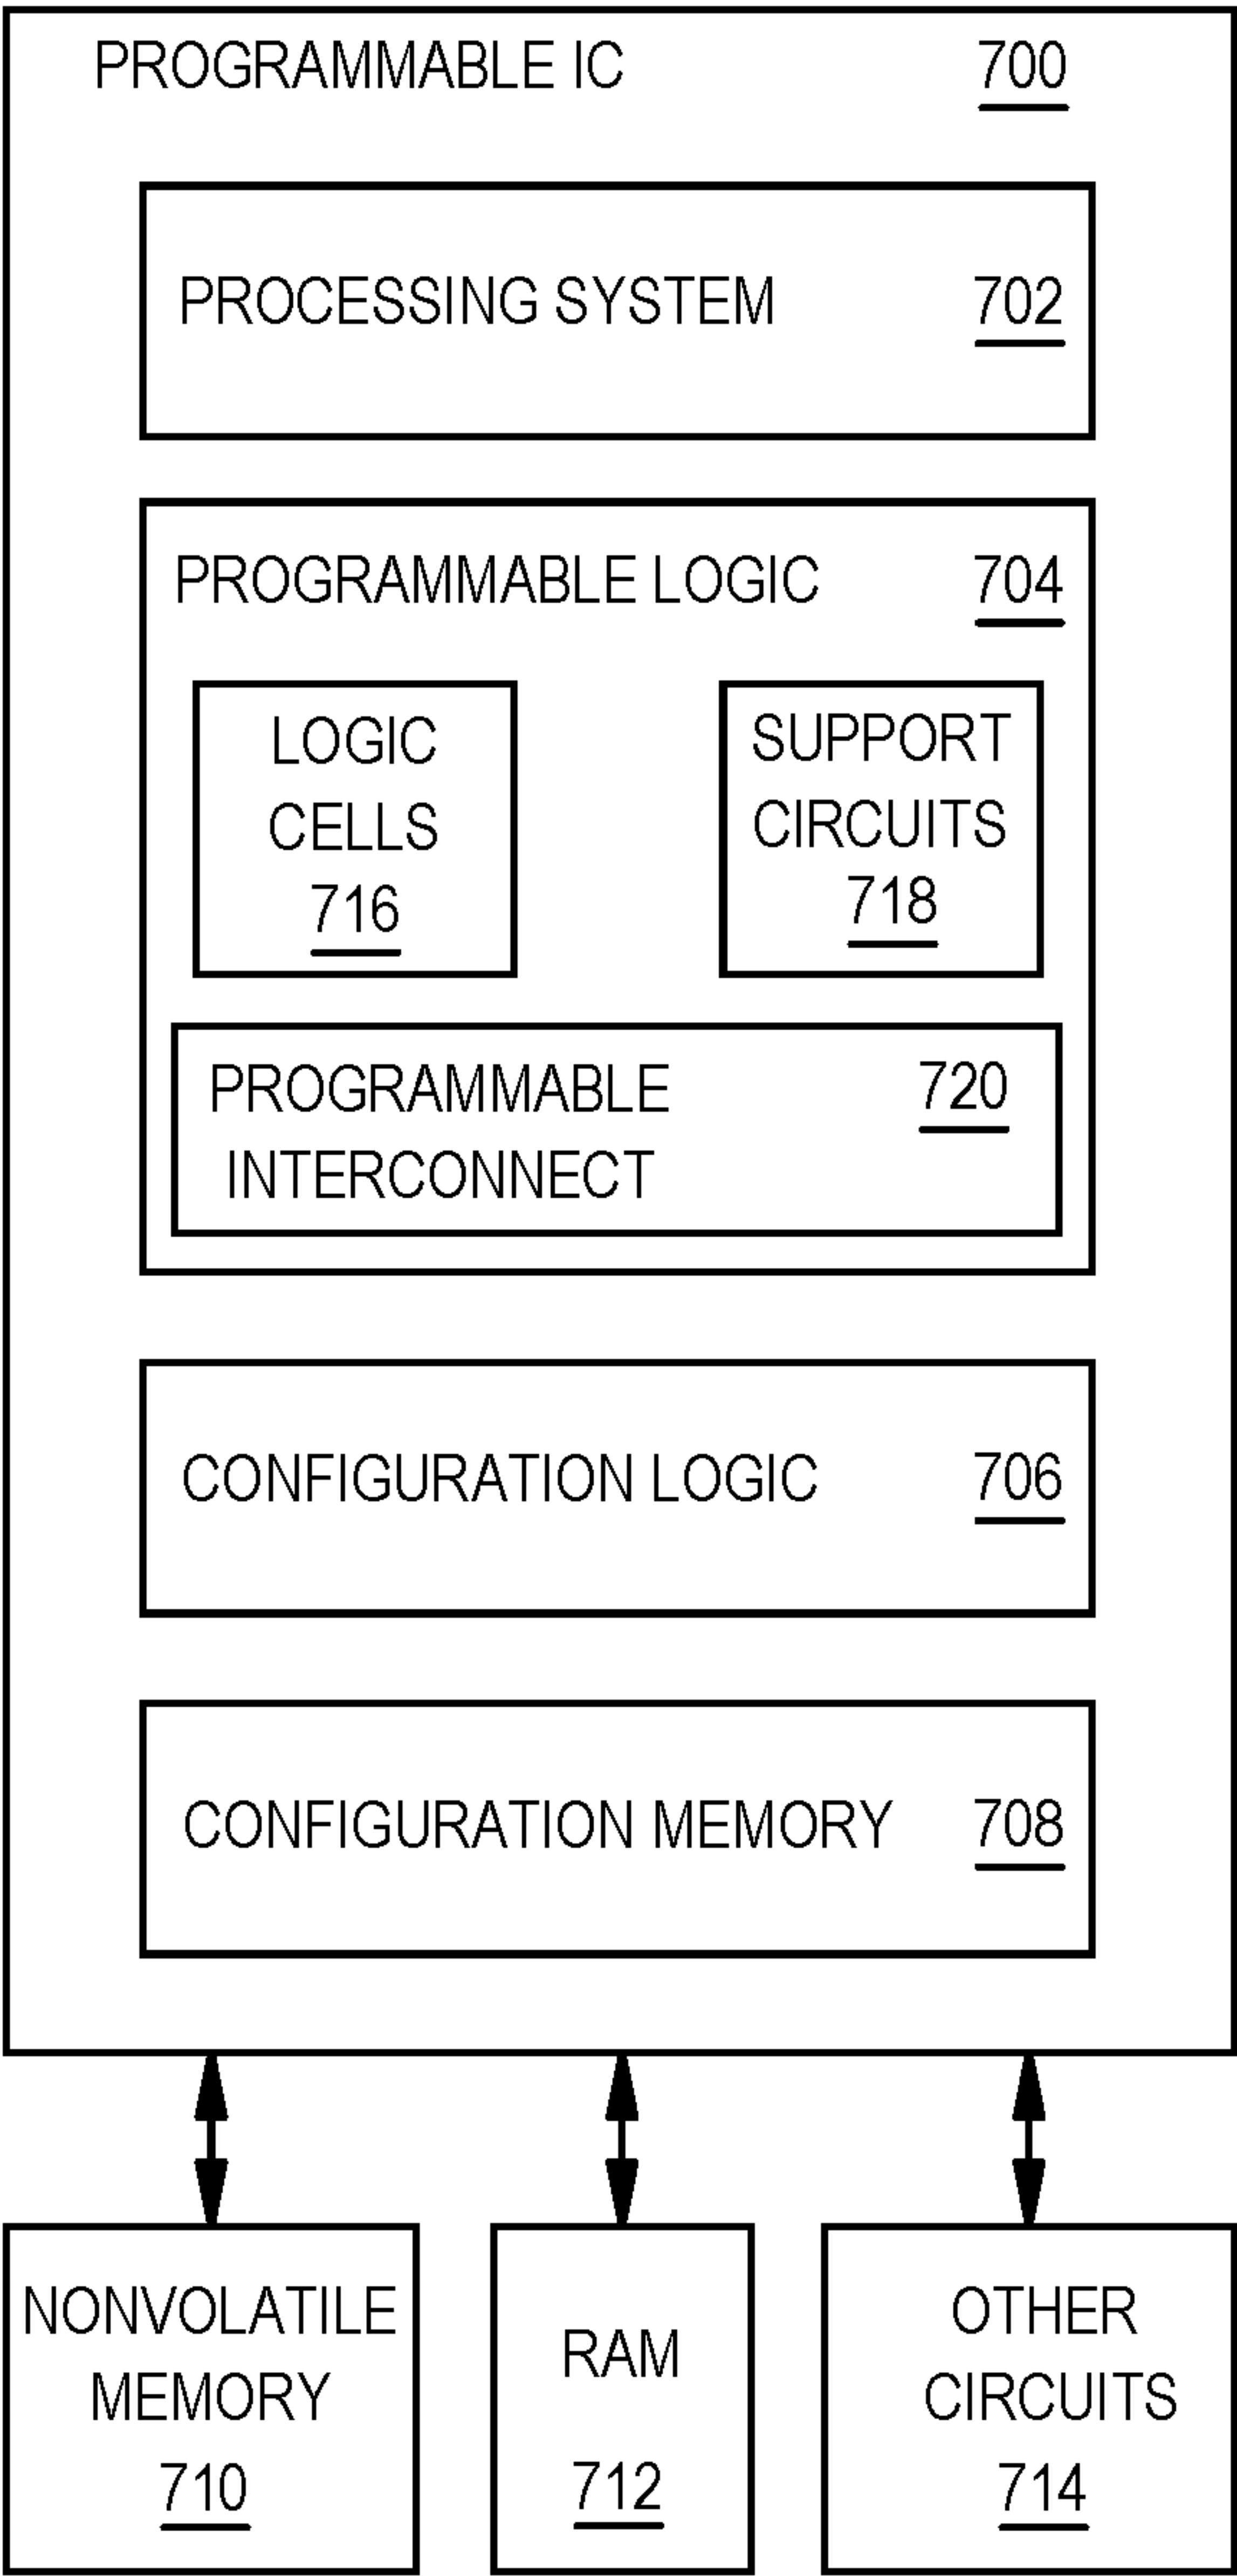 PROGRAMMABLE IC 700
PROCESSING SYSTEM 702
PROGRAMMABLE LOGIC 704
LOGIC
CELLS
716
SUPPORT
CIRCUITS
718
PROGRAMMABLE 720
INTERCONNECT
CONFIGURATION LOGIC 706
CONFIGURATION MEMORY 708
NONVOLATILE
MEMORY
710
RAM
712
OTHER
CIRCUITS
714